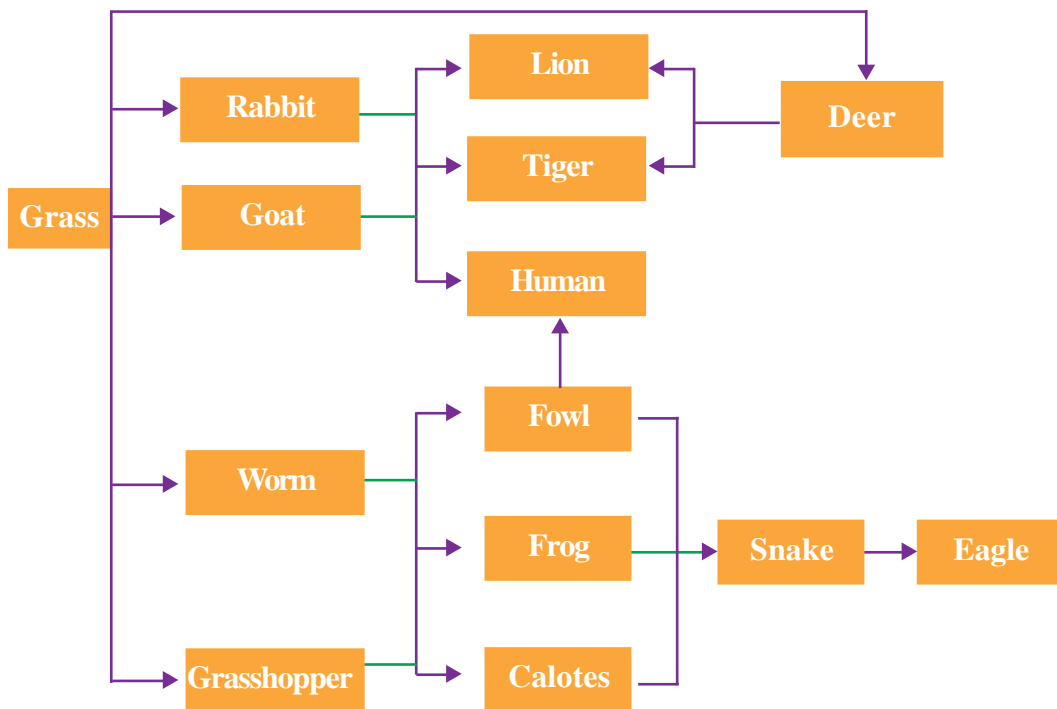 Lion
Rabbit
Deer
Tiger
Grass
Goat
Human
Fowl
Worm
Frog
Snake
Eagle
Grasshopper
Calotes